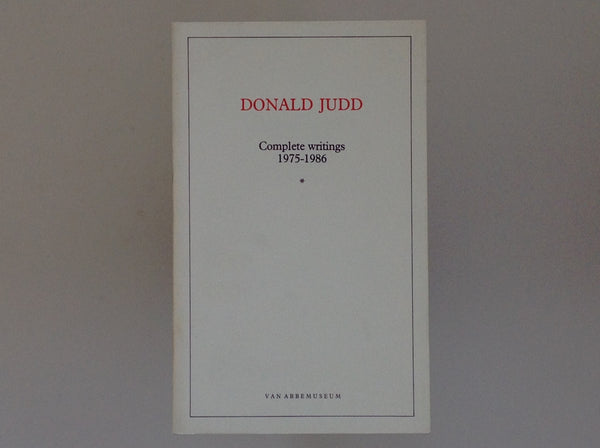 DONALD JUDD
Complete writings
1975-1986
*
VAN ABBEMUSEUM